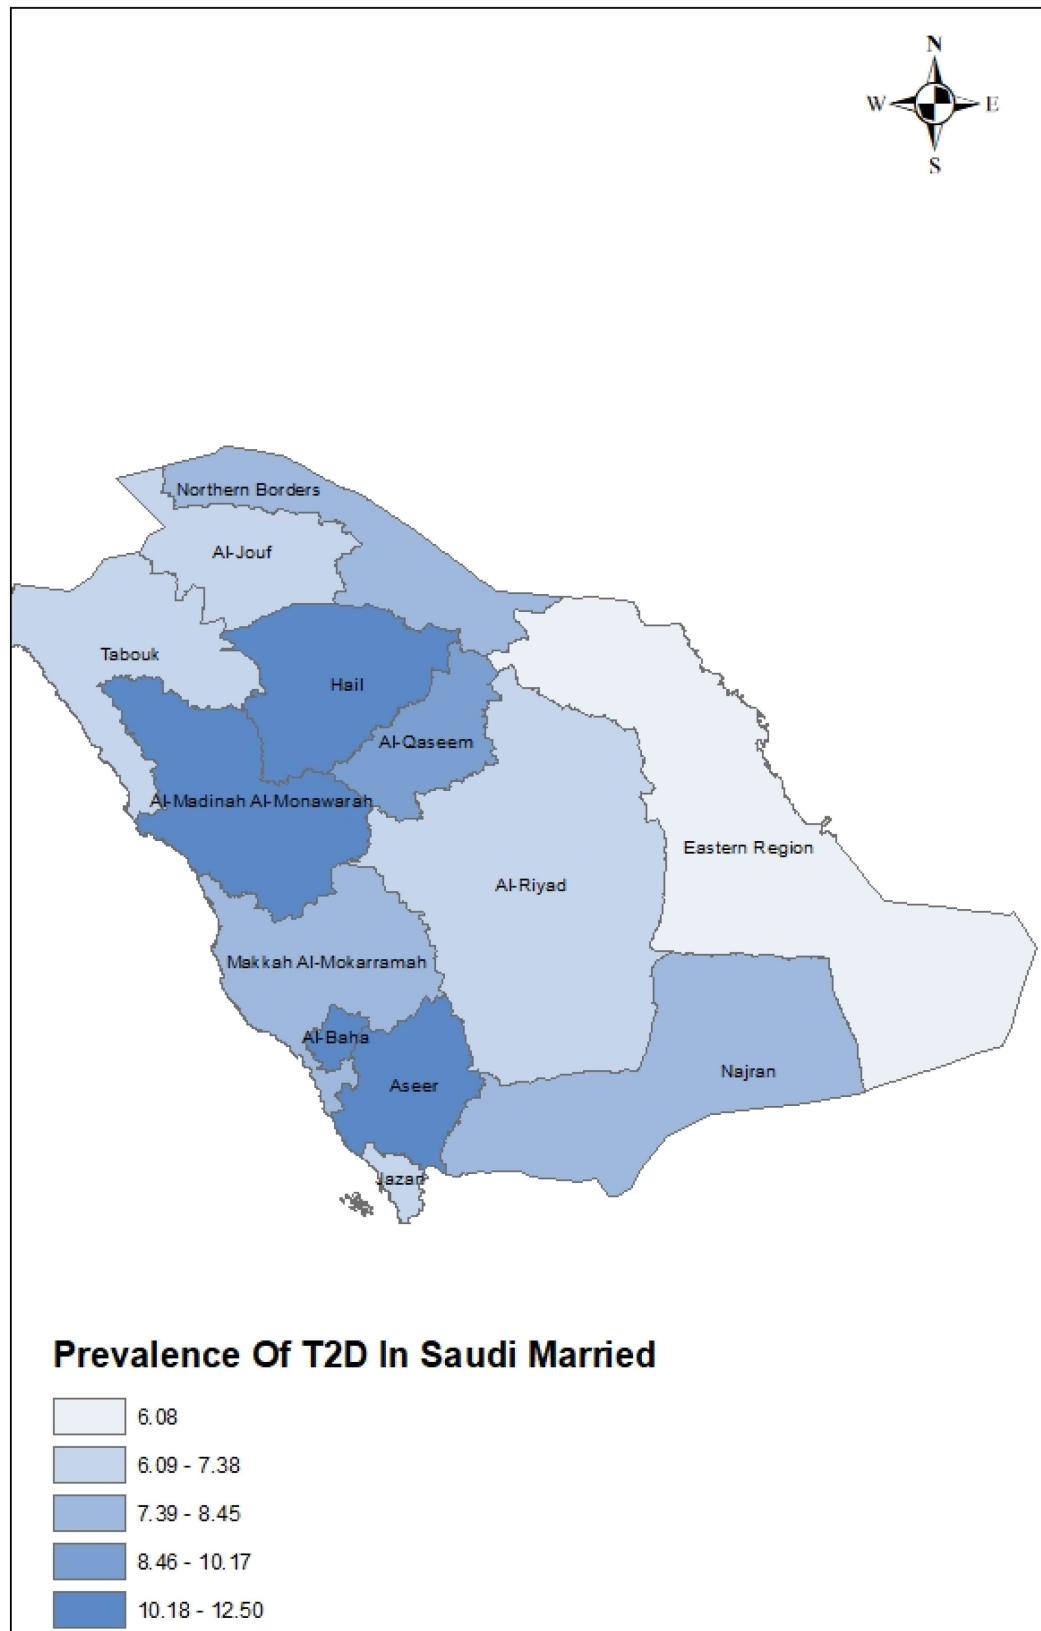 N
W E
S
Northern Borders
Al-Jouf
Tabouk
Hail
Al-Qaseem
Al-Madinah Al-Monawarah
Eastern Region
Al-Riyad
Makkah Al-Mokarramah
Al-Baha
Najran
Aseer
Jazan
Prevalence Of T2D In Saudi Married
6.08
6.09 - 7.38
7.39 - 8.45
8.46 - 10.17
10.18 - 12.50